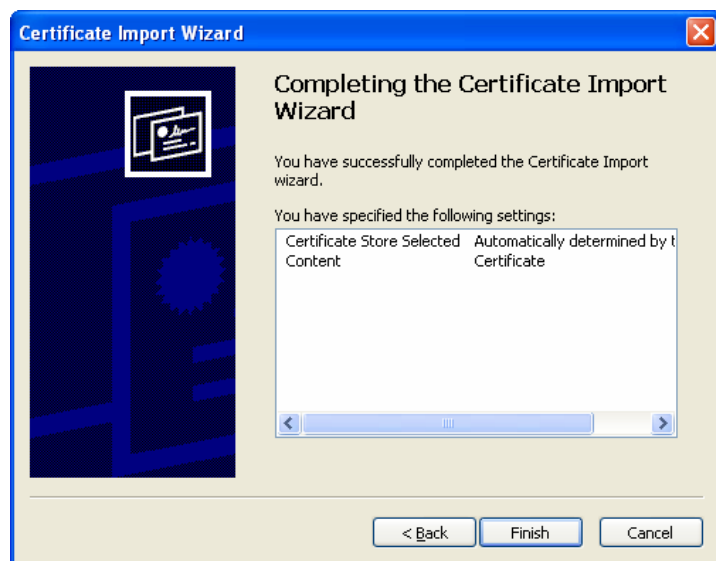 Certificate Import Wizard
Completing the Certificate Import
Wizard
You have successfully completed the Certificate Import
wizard.
You have specified the following settings:
Certificate Store Selected Automatically determined by t
Content Certificate
< Back Finish Cancel